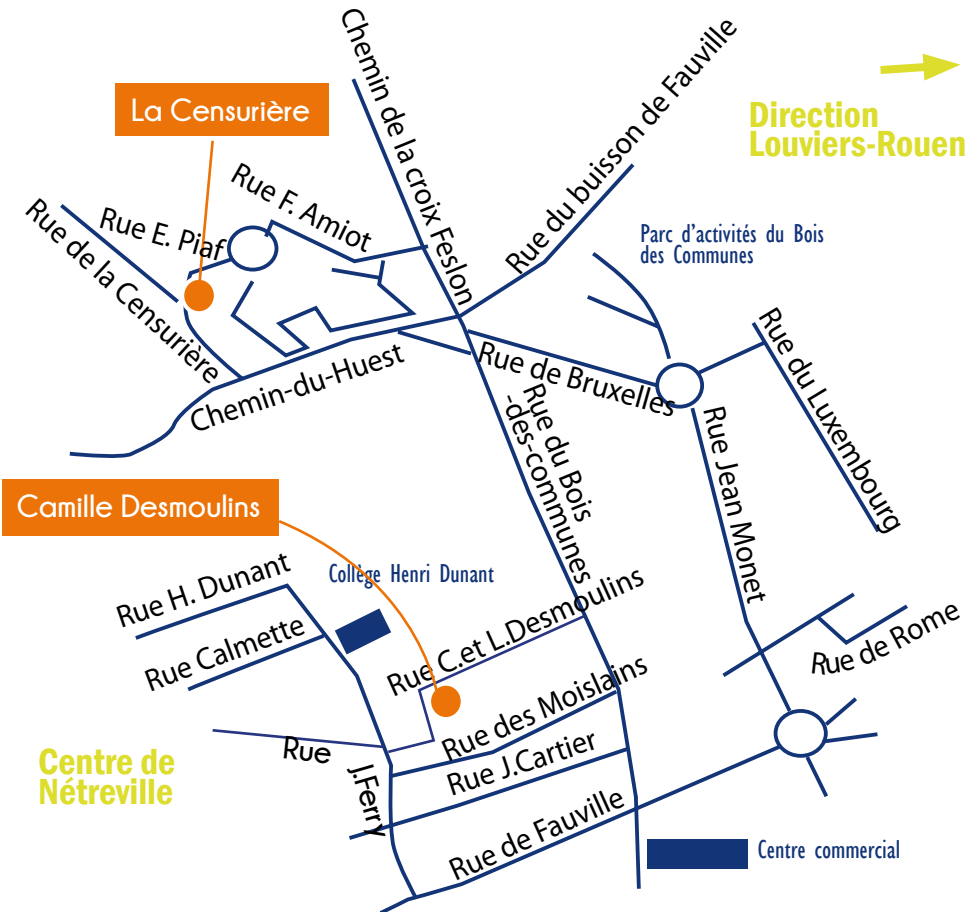 Chemin de la croix Feslon
Rue du buisson de Fauville
La Censurière
Direction
Louviers-Rouen
Rue F. Amiot
Rue E. Piaf
Rue de la Censurière
Parc d'activités du Bois
des Communes
Chemin-du-Huest
Rue de Bruxelles
Rue du Luxembourg
Rue du Bois
-des-communes
Rue Jean Monet
Camille Desmoulins
Collège Henri Dunant
Rue H. Dunant
Rue Calmette
Rue C.et L.Desmoulins
Rue de Rome
Rue des Moislains
Rue
J.Ferry
Rue J.Cartier
Centre de
Nétreville
Rue de Fauville
Centre commercial